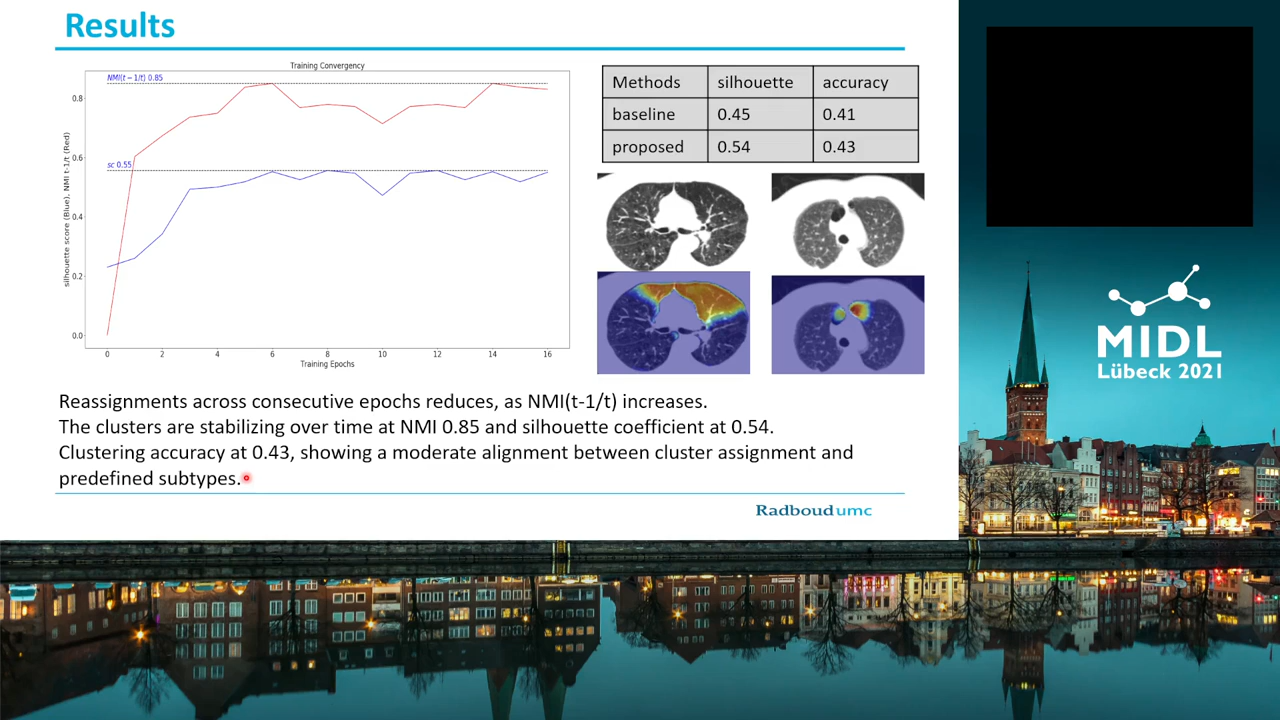 Results
Training Convergency
NMI(t − 1/t) 0.85
sc 0.55
silhouette score (Blue), NMI t-1/t (Red)
0.8
0.6
0.4
0.2
0.0
0 2 4 6 8 10 12 14 16
Training Epochs
Methods silhouette accuracy
baseline 0.45 0.41
proposed 0.54 0.43
Reassignments across consecutive epochs reduces, as NMI(t-1/t) increases.
The clusters are stabilizing over time at NMI 0.85 and silhouette coefficient at 0.54.
Clustering accuracy at 0.43, showing a moderate alignment between cluster assignment and
predefined subtypes.
Radboudumc
MIDL
Lübeck 2021